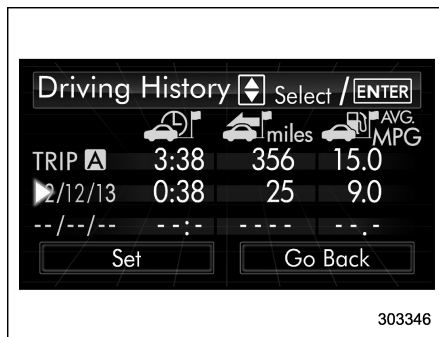 Driving History Select / ENTER
miles AVG. MPG
TRIP A 3:38 356 15.0
2/12/13 0:38 25 9.0
--/--/-- --:- ---- --.-
Set Go Back
303346